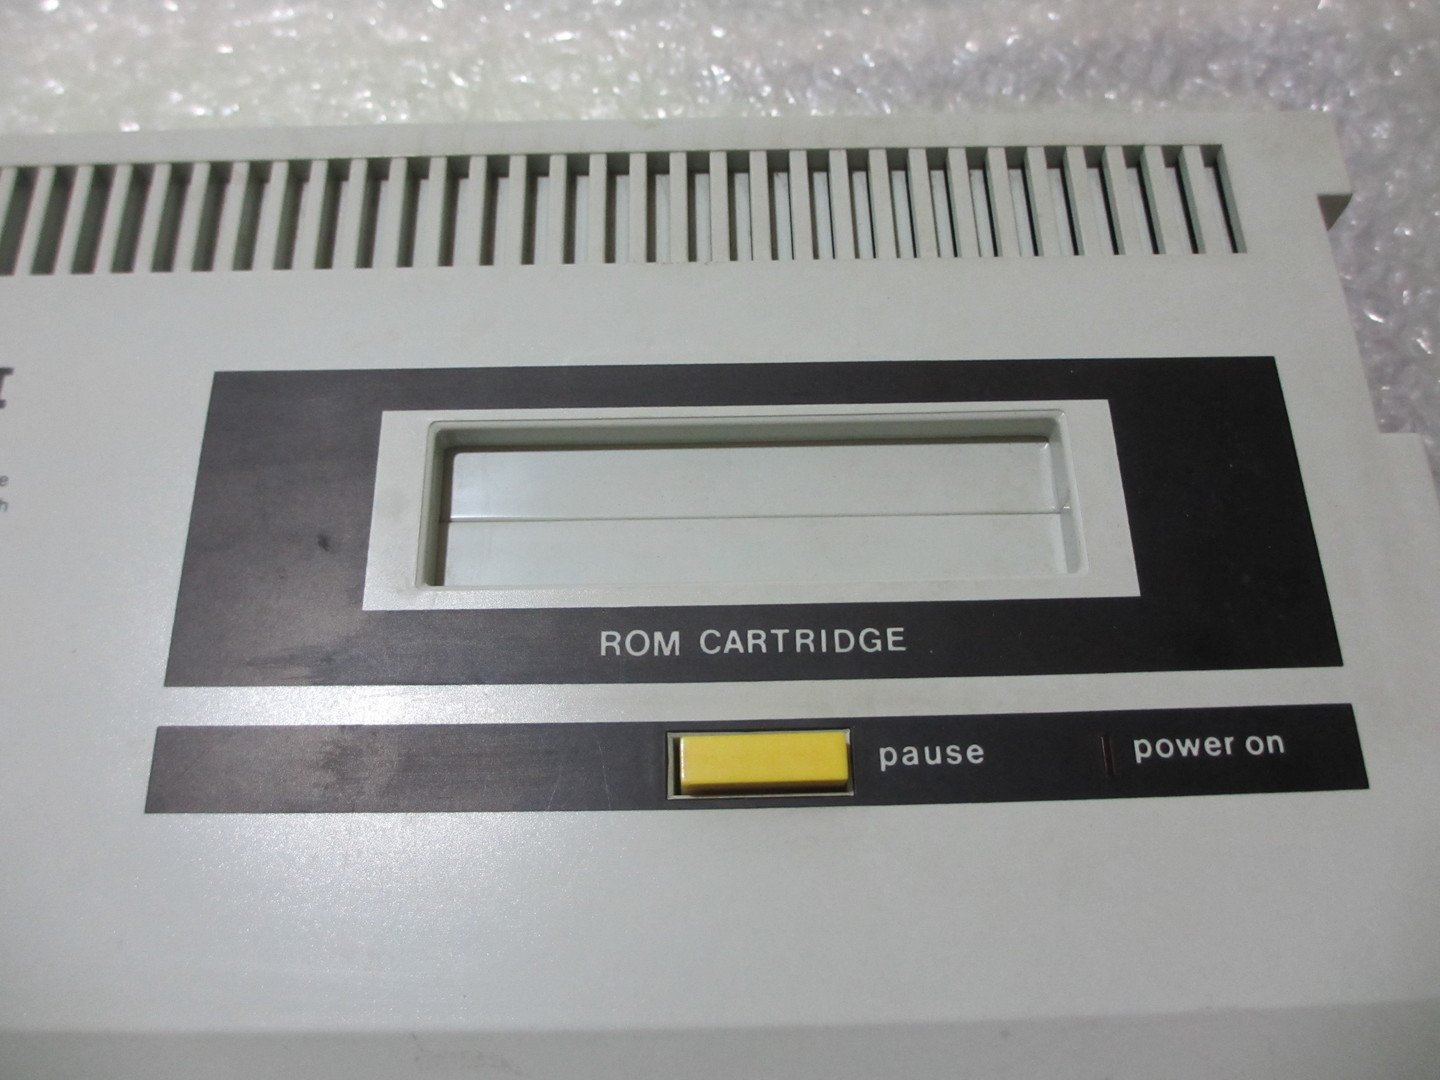 ROM CARTRIDGE
pause
power on